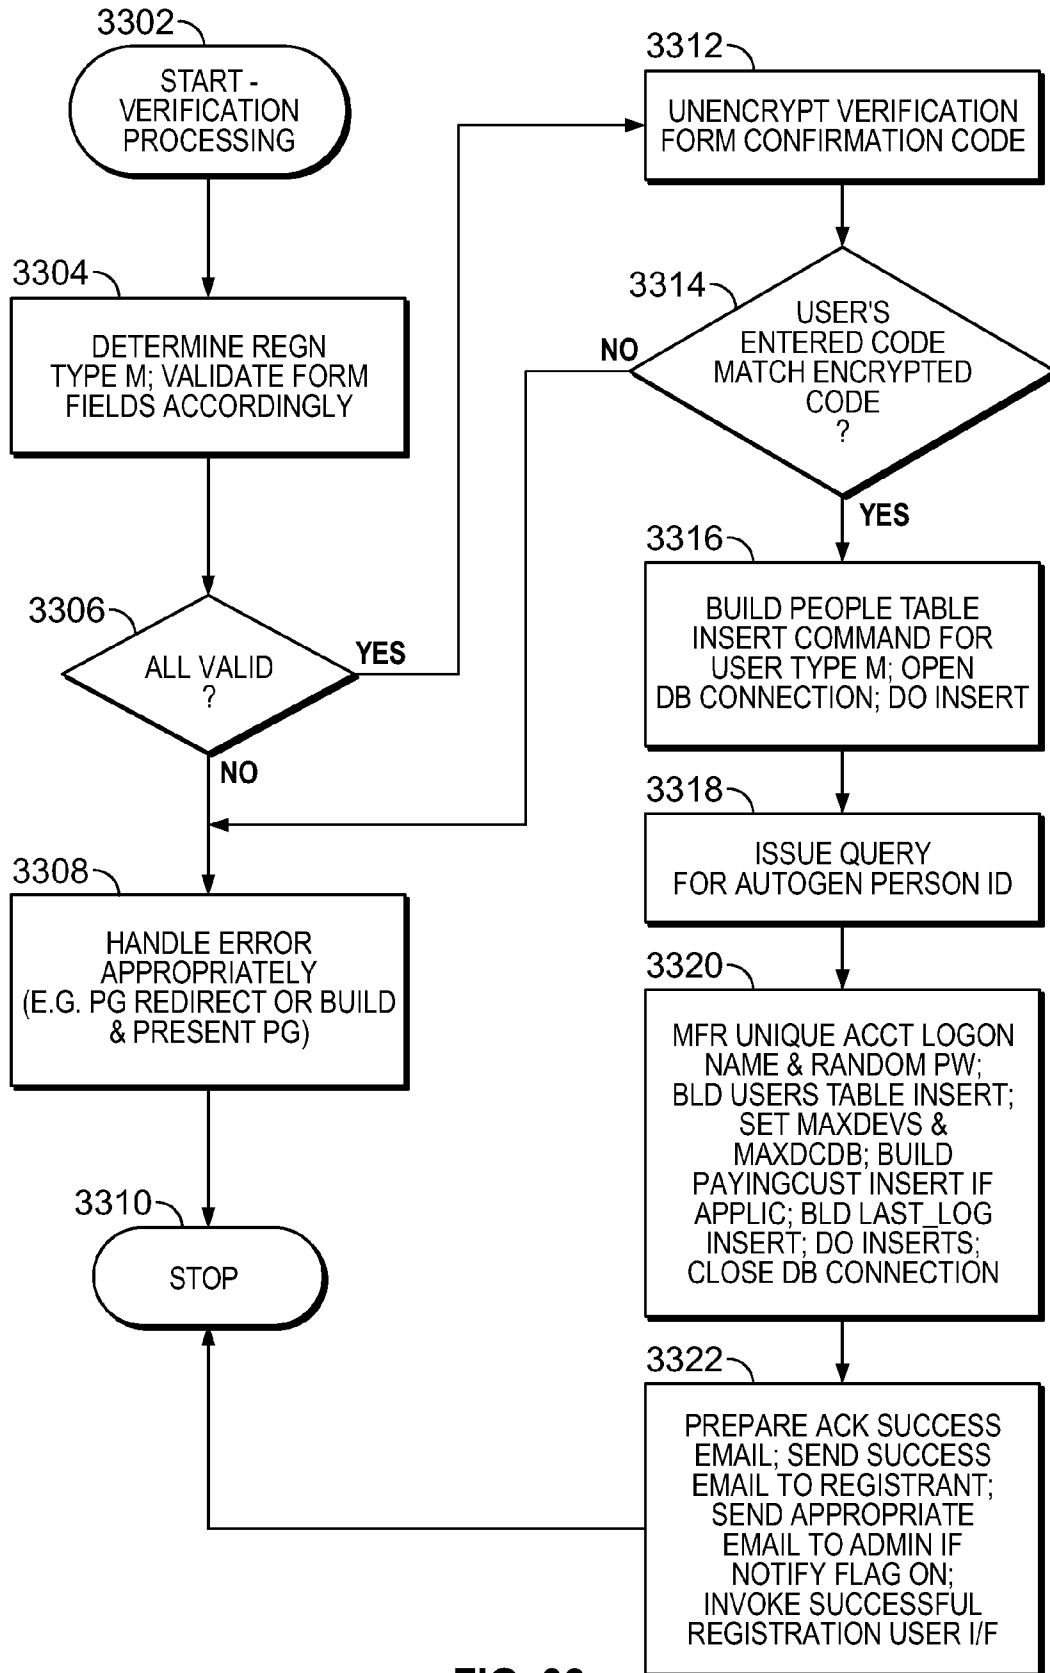 3302
START -
VERIFICATION
PROCESSING
3304
DETERMINE REGN
TYPE M; VALIDATE FORM
FIELDS ACCORDINGLY
3306
ALL VALID
?
YES
NO
3308
HANDLE ERROR
APPROPRIATELY
(E.G. PG REDIRECT OR BUILD
& PRESENT PG)
3310
STOP
3312
UNENCRYPT VERIFICATION
FORM CONFIRMATION CODE
3314
USER'S
ENTERED CODE
MATCH ENCRYPTED
CODE
?
NO
YES
3316
BUILD PEOPLE TABLE
INSERT COMMAND FOR
USER TYPE M; OPEN
DB CONNECTION; DO INSERT
3318
ISSUE QUERY
FOR AUTOGEN PERSON ID
3320
MFR UNIQUE ACCT LOGON
NAME & RANDOM PW;
BLD USERS TABLE INSERT;
SET MAXDEVS &
MAXDCDB; BUILD
PAYINGCUST INSERT IF
APPLIC; BLD LAST_LOG
INSERT; DO INSERTS;
CLOSE DB CONNECTION
3322
PREPARE ACK SUCCESS
EMAIL; SEND SUCCESS
EMAIL TO REGISTRANT;
SEND APPROPRIATE
EMAIL TO ADMIN IF
NOTIFY FLAG ON;
INVOKE SUCCESSFUL
REGISTRATION USER I/F